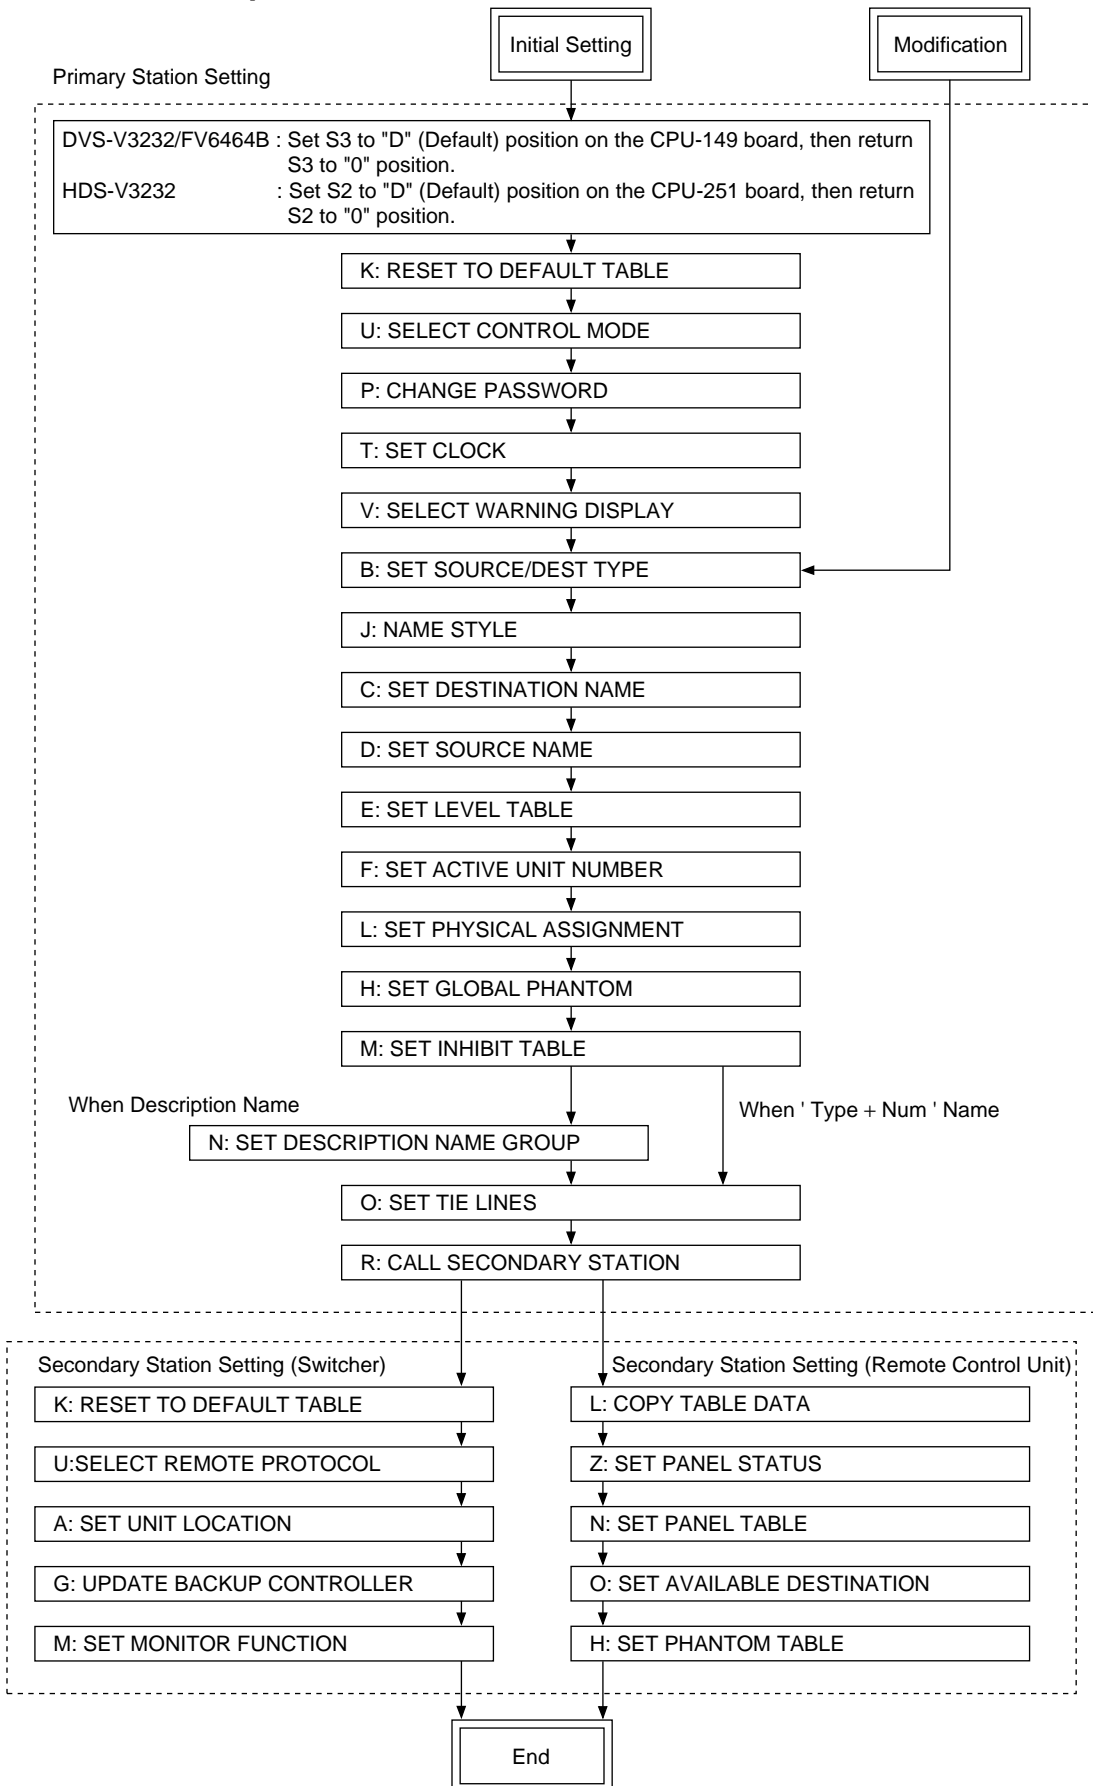 Initial Setting
Modification
Primary Station Setting
DVS-V3232/FV6464B : Set S3 to "D" (Default) position on the CPU-149 board, then return
S3 to "0" position.
HDS-V3232 : Set S2 to "D" (Default) position on the CPU-251 board, then return
S2 to "0" position.
K: RESET TO DEFAULT TABLE
U: SELECT CONTROL MODE
P: CHANGE PASSWORD
T: SET CLOCK
V: SELECT WARNING DISPLAY
B: SET SOURCE/DEST TYPE
J: NAME STYLE
C: SET DESTINATION NAME
D: SET SOURCE NAME
E: SET LEVEL TABLE
F: SET ACTIVE UNIT NUMBER
L: SET PHYSICAL ASSIGNMENT
H: SET GLOBAL PHANTOM
M: SET INHIBIT TABLE
When Description Name
When ' Type + Num ' Name
N: SET DESCRIPTION NAME GROUP
O: SET TIE LINES
R: CALL SECONDARY STATION
Secondary Station Setting (Switcher)
K: RESET TO DEFAULT TABLE
U:SELECT REMOTE PROTOCOL
A: SET UNIT LOCATION
G: UPDATE BACKUP CONTROLLER
M: SET MONITOR FUNCTION
Secondary Station Setting (Remote Control Unit)
L: COPY TABLE DATA
Z: SET PANEL STATUS
N: SET PANEL TABLE
O: SET AVAILABLE DESTINATION
H: SET PHANTOM TABLE
End